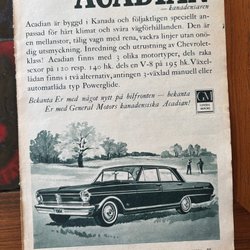 ACADIAN
— kanadensaren
Acadian är byggd i Kanada och följaktligen speciellt an-
passad för hårt klimat och svåra vägförhållanden. Den är
en mellanstor, tålig vagn med rena, vackra linjer utan onö-
dig utsmyckning. Inredning och utrustning av Chevrolet-
klass! Acadian finns med 3 olika motortyper, dels raka
sexor på 120 resp. 140 hk. dels en V-8 på 195 hk. Växel-
lådan finns i två alternativ, antingen 3-växlad manuell eller
automatlåda typ Powerglide.
Bekanta Er med något nytt på bilfronten — bekanta
Er med General Motors kanadensiska Acadian!
GM